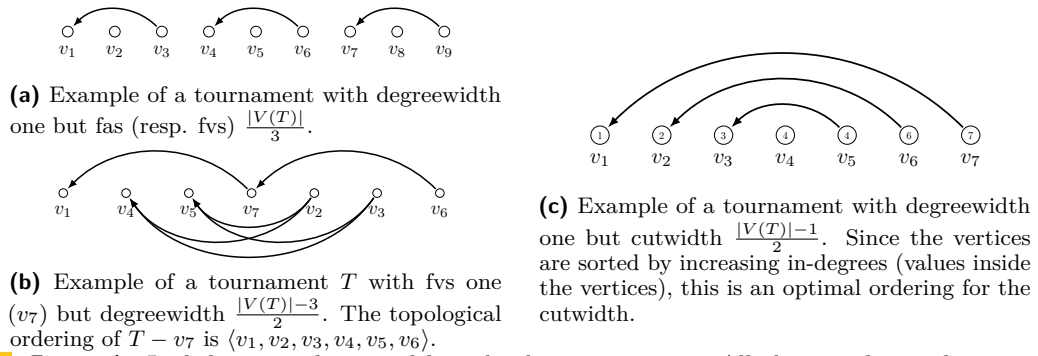 v₁ v₂ v₃ v₄ v₅ v₆ v₇ v₈ v₉
(a) Example of a tournament with degreewidth
one but fas (resp. fvs) |V(T)|/3.
v₁ v₄ v₅ v₇ v₂ v₃ v₆
(b) Example of a tournament T with fvs one
(v₇) but degreewidth |V(T)|−3/2. The topological
ordering of T − v₇ is ⟨v₁, v₂, v₃, v₄, v₅, v₆⟩.
1 2 3 4 4 6 7
v₁ v₂ v₃ v₄ v₅ v₆ v₇
(c) Example of a tournament with degreewidth
one but cutwidth |V(T)|−1/2. Since the vertices
are sorted by increasing in-degrees (values inside
the vertices), this is an optimal ordering for the
cutwidth.